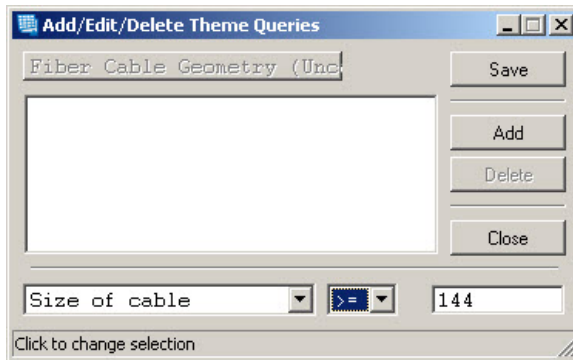 Add/Edit/Delete Theme Queries
Fiber Cable Geometry (Unc
Save
Add
Delete
Close
Size of cable >= 144
Click to change selection